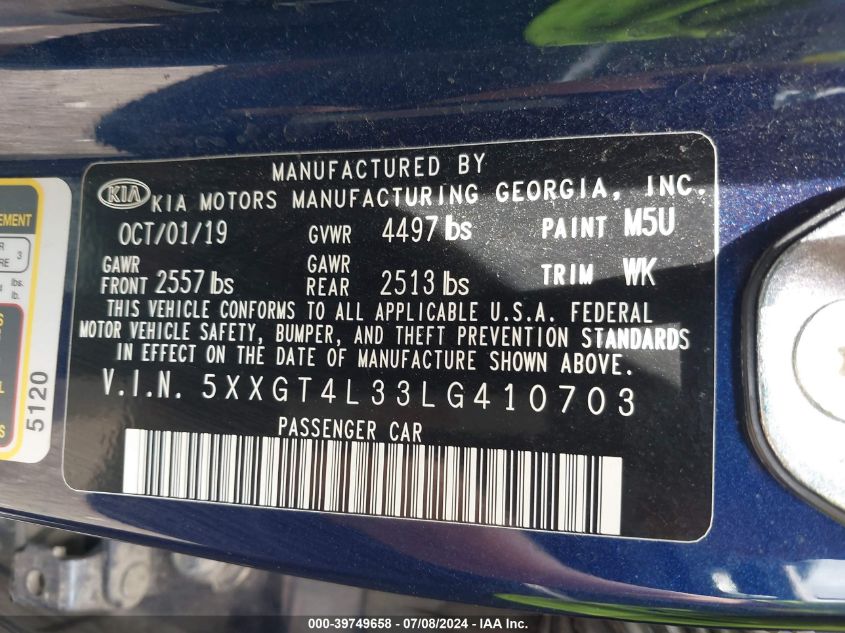 MANUFACTURED BY
KIA KIA MOTORS MANUFACTURING GEORGIA, INC.
OCT/01/19 GVWR 4497 lbs PAINT M5U
GAWR FRONT 2557 lbs GAWR REAR 2513 lbs TRIM WK
THIS VEHICLE CONFORMS TO ALL APPLICABLE U.S.A. FEDERAL
MOTOR VEHICLE SAFETY, BUMPER, AND THEFT PREVENTION STANDARDS
IN EFFECT ON THE DATE OF MANUFACTURE SHOWN ABOVE.
V.I.N. 5XXGT4L33LG410703
PASSENGER CAR
3
lbs.
lb.
5120
000-39749658 - 07/08/2024 - IAA Inc.